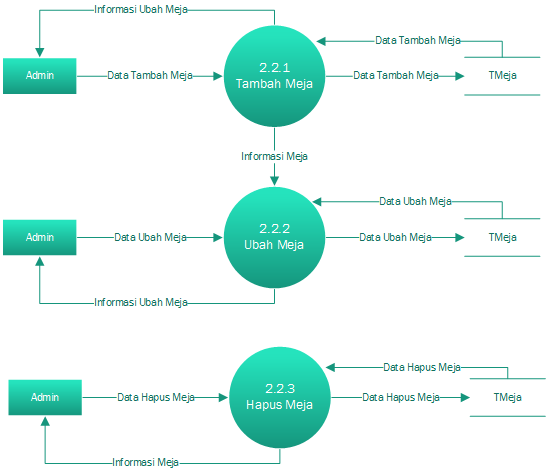 Informasi Ubah Meja
Data Tambah Meja
Admin
Data Tambah Meja
2.2.1
Tambah Meja
Data Tambah Meja
TMeja
Informasi Meja
Data Ubah Meja
Admin
Data Ubah Meja
2.2.2
Ubah Meja
Data Ubah Meja
TMeja
Informasi Ubah Meja
Data Hapus Meja
Admin
Data Hapus Meja
2.2.3
Hapus Meja
Data Hapus Meja
TMeja
Informasi Meja